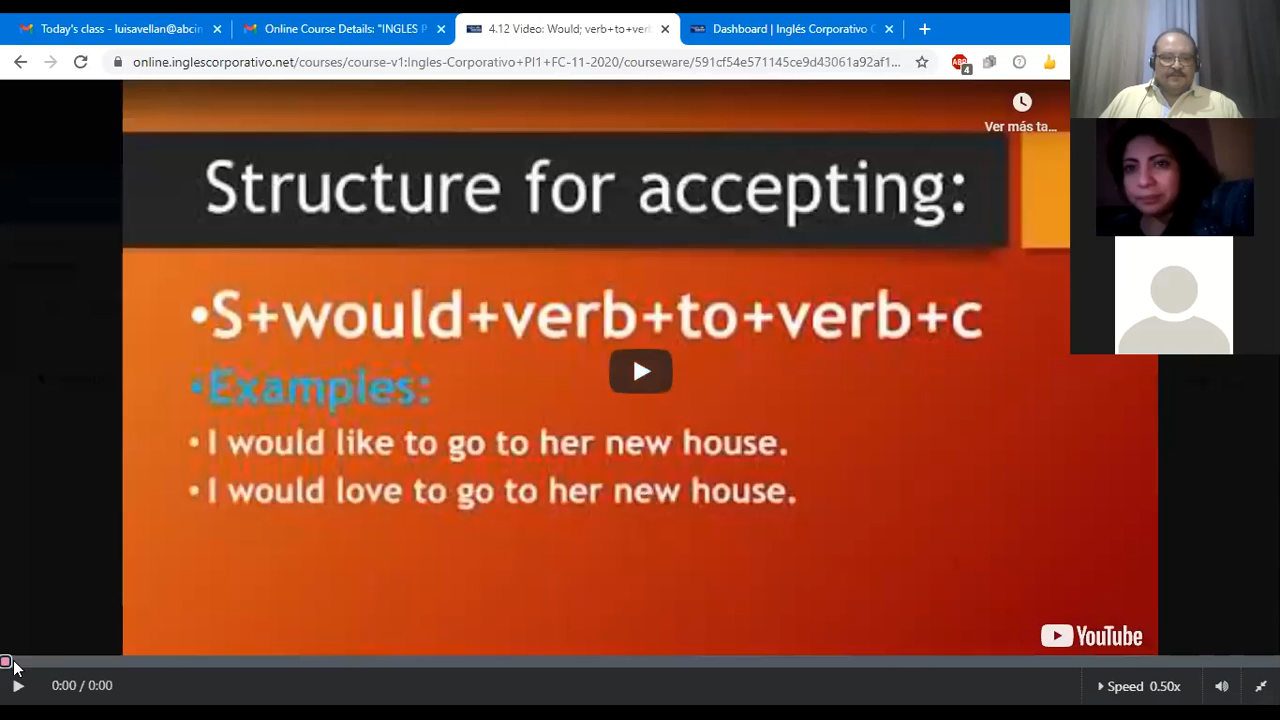 Today's class - luisavellan@abcin
Online Course Details: "INGLES P
4.12 Video: Would; verb+to+verb
Dashboard | Inglés Corporativo C
online.inglescorporativo.net/courses/course-v1:Ingles-Corporativo+PI1+FC-11-2020/courseware/591cf54e571145ce9d43061a92af1...
ABP
4
Ver más ta...
Structure for accepting:
•S+would+verb+to+verb+c
•Examples:
• I would like to go to her new house.
• I would love to go to her new house.
YouTube
0:00 / 0:00
Speed 0.50x